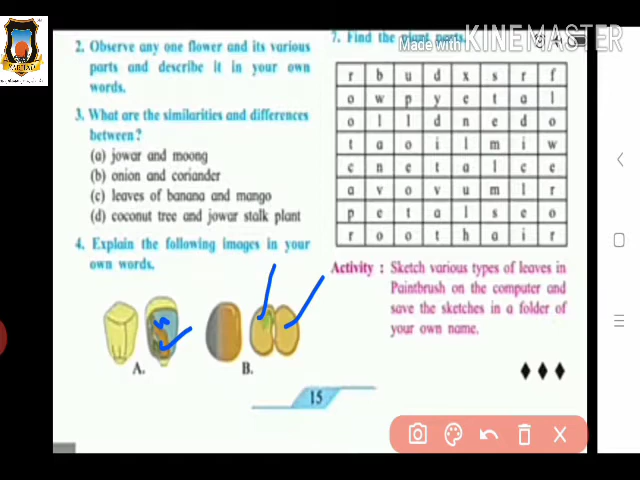 Made with KINEMASTER
2. Observe any one flower and its various
parts and describe it in your own
words.
3. What are the similarities and differences
between?
(a) jowar and moong
(b) onion and coriander
(c) leaves of banana and mango
(d) coconut tree and jowar stalk plant
4. Explain the following images in your
own words.
A.
B.
7. Find the plant parts.
r b u d x s r f
o w p y e t a l
o l l d n e d o
t a o i l m i w
c n e t a l c e
a v o v u m l r
p e t a l s e o
r o o t h a i r
Activity : Sketch various types of leaves in
Paintbrush on the computer and
save the sketches in a folder of
your own name.
15